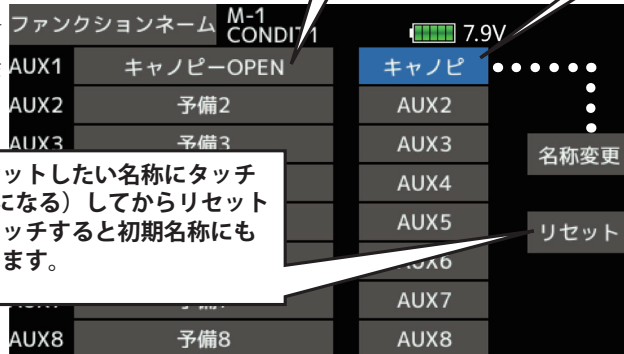 ファンクションネーム M-1
CONDIT1
7.9V
AUX1 キャノピーOPEN キャノピ
AUX2 予備2 AUX2
AUX3 予備3 AUX3
名称変更
ットしたい名称にタッチ
になる）してからリセット
ッチすると初期名称にも
ます。
AUX4
AUX5
リセット
AUX6
AUX7
AUX8 予備8 AUX8